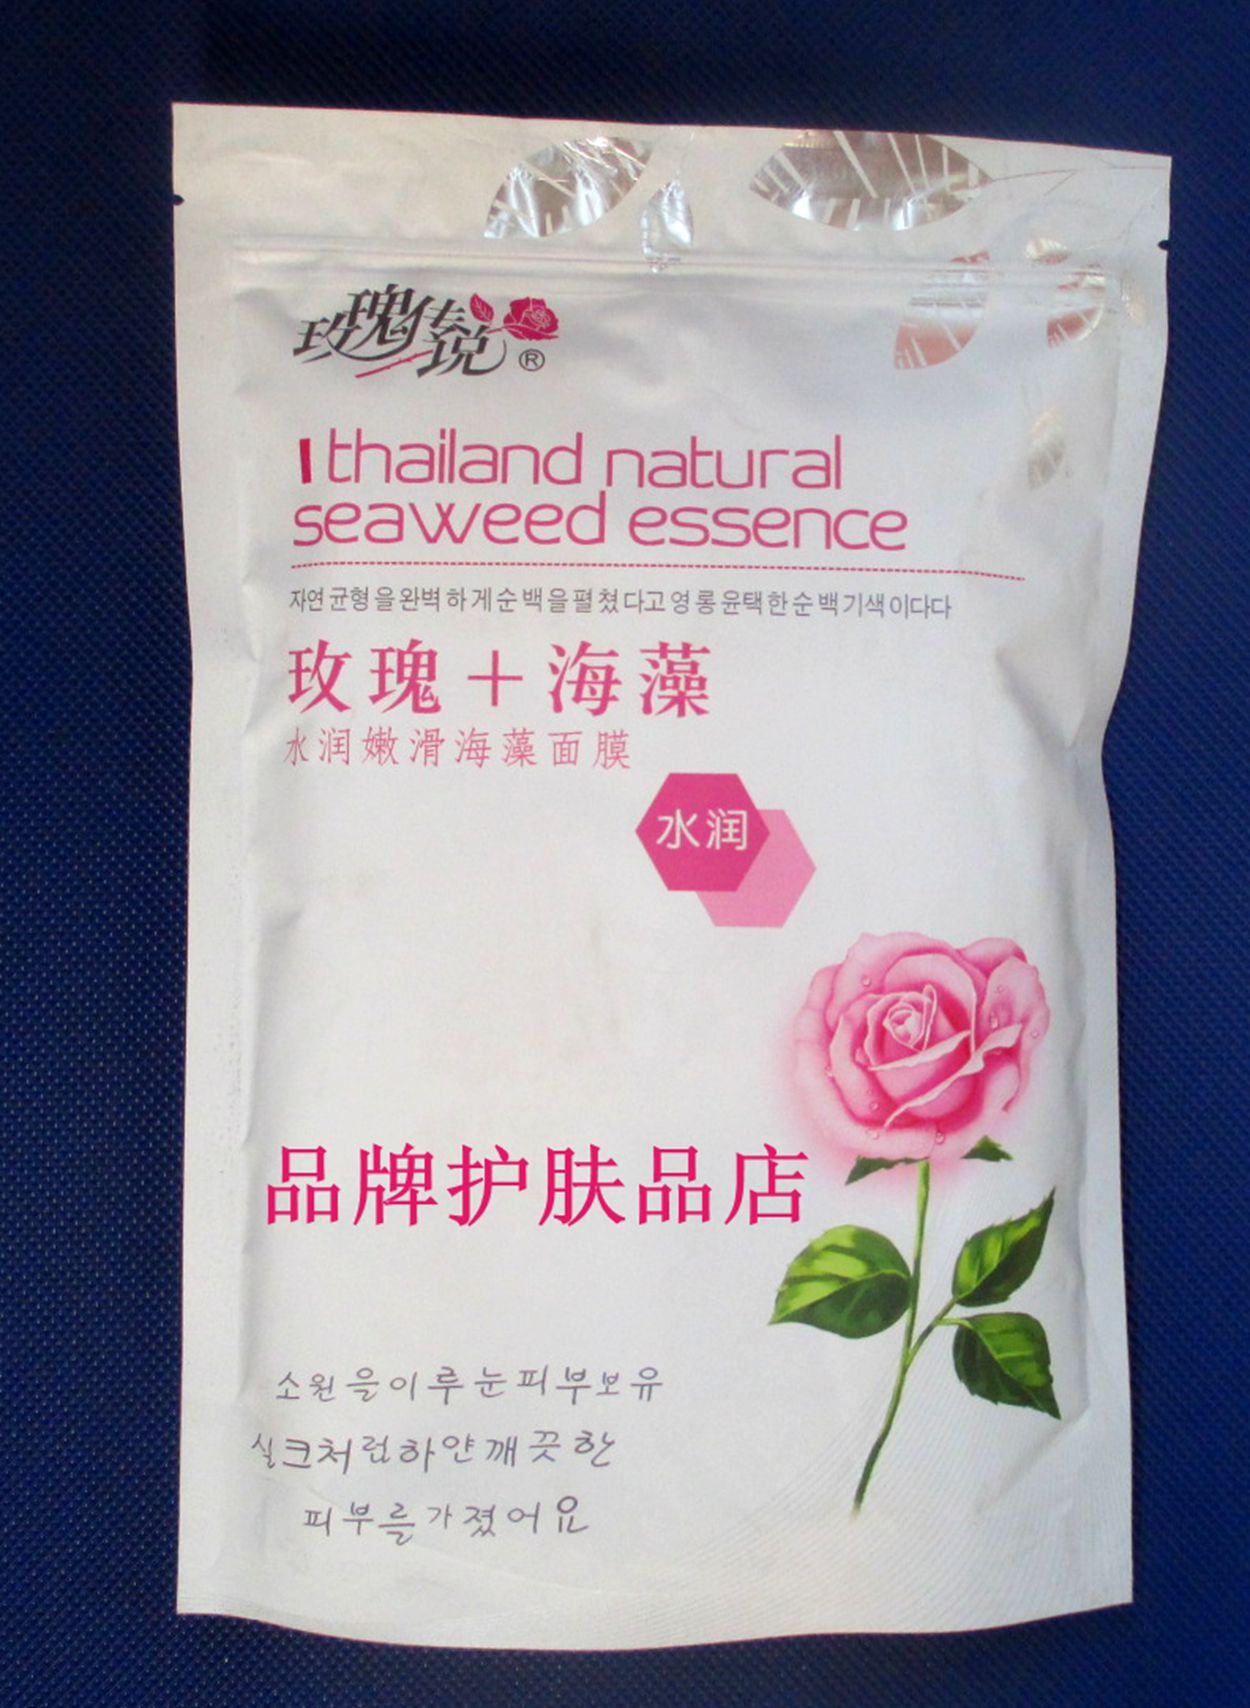 玫瑰传说®
thailand natural
seaweed essence
자연균형을완벽하게순백을펼쳤다고영롱윤택한순백기색이다다
玫瑰+海藻
水润嫩滑海藻面膜
水润
品牌护肤品店
소원을이루눈피부보유
실크처럼하얀깨끗한
피부를가졌어요